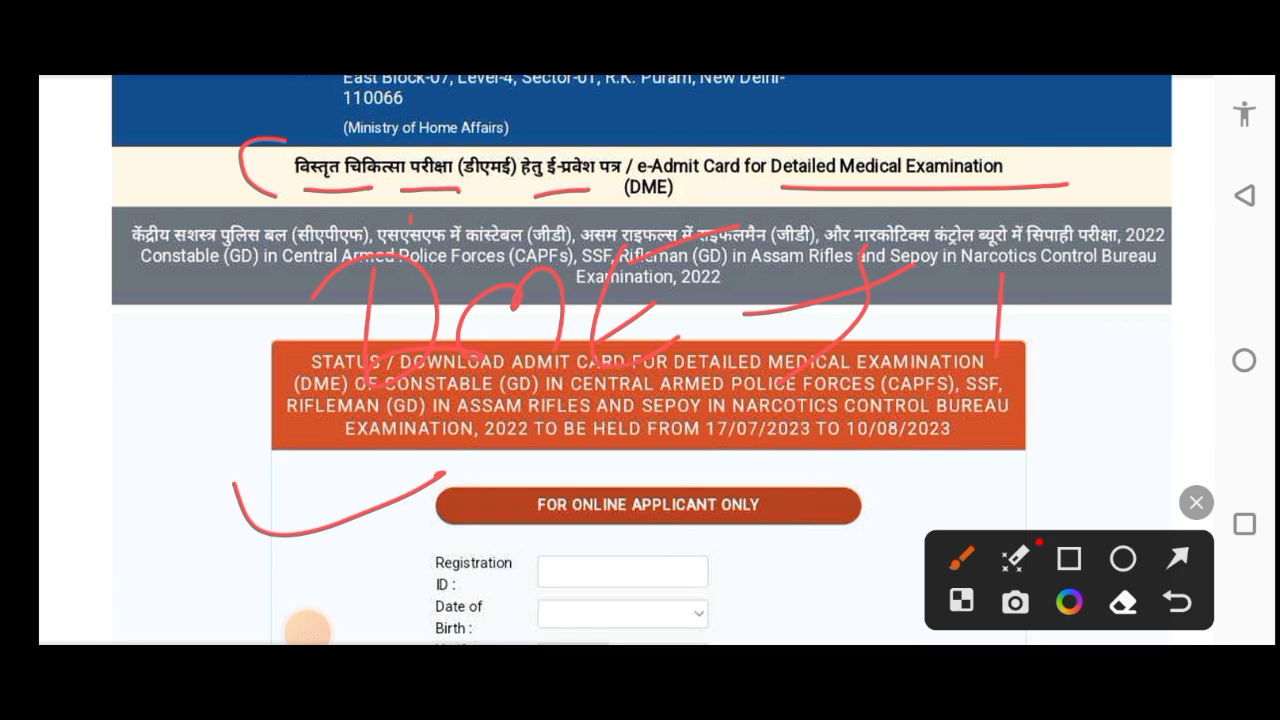 East Block-07, Level-4, Sector-01, R.K. Puram, New Delhi-
110066
(Ministry of Home Affairs)
विस्तृत चिकित्सा परीक्षा (डीएमई) हेतु ई-प्रवेश पत्र / e-Admit Card for Detailed Medical Examination
(DME)
केंद्रीय सशस्त्र पुलिस बल (सीएपीएफ), एसएसएफ में कांस्टेबल (जीडी), असम राइफल्स में राइफलमैन (जीडी), और नारकोटिक्स कंट्रोल ब्यूरो में सिपाही परीक्षा, 2022
Constable (GD) in Central Armed Police Forces (CAPFs), SSF, Rifleman (GD) in Assam Rifles and Sepoy in Narcotics Control Bureau
Examination, 2022
DME
STATUS / DOWNLOAD ADMIT CARD FOR DETAILED MEDICAL EXAMINATION
(DME) OF CONSTABLE (GD) IN CENTRAL ARMED POLICE FORCES (CAPFS), SSF,
RIFLEMAN (GD) IN ASSAM RIFLES AND SEPOY IN NARCOTICS CONTROL BUREAU
EXAMINATION, 2022 TO BE HELD FROM 17/07/2023 TO 10/08/2023
FOR ONLINE APPLICANT ONLY
Registration
ID :
Date of
Birth :